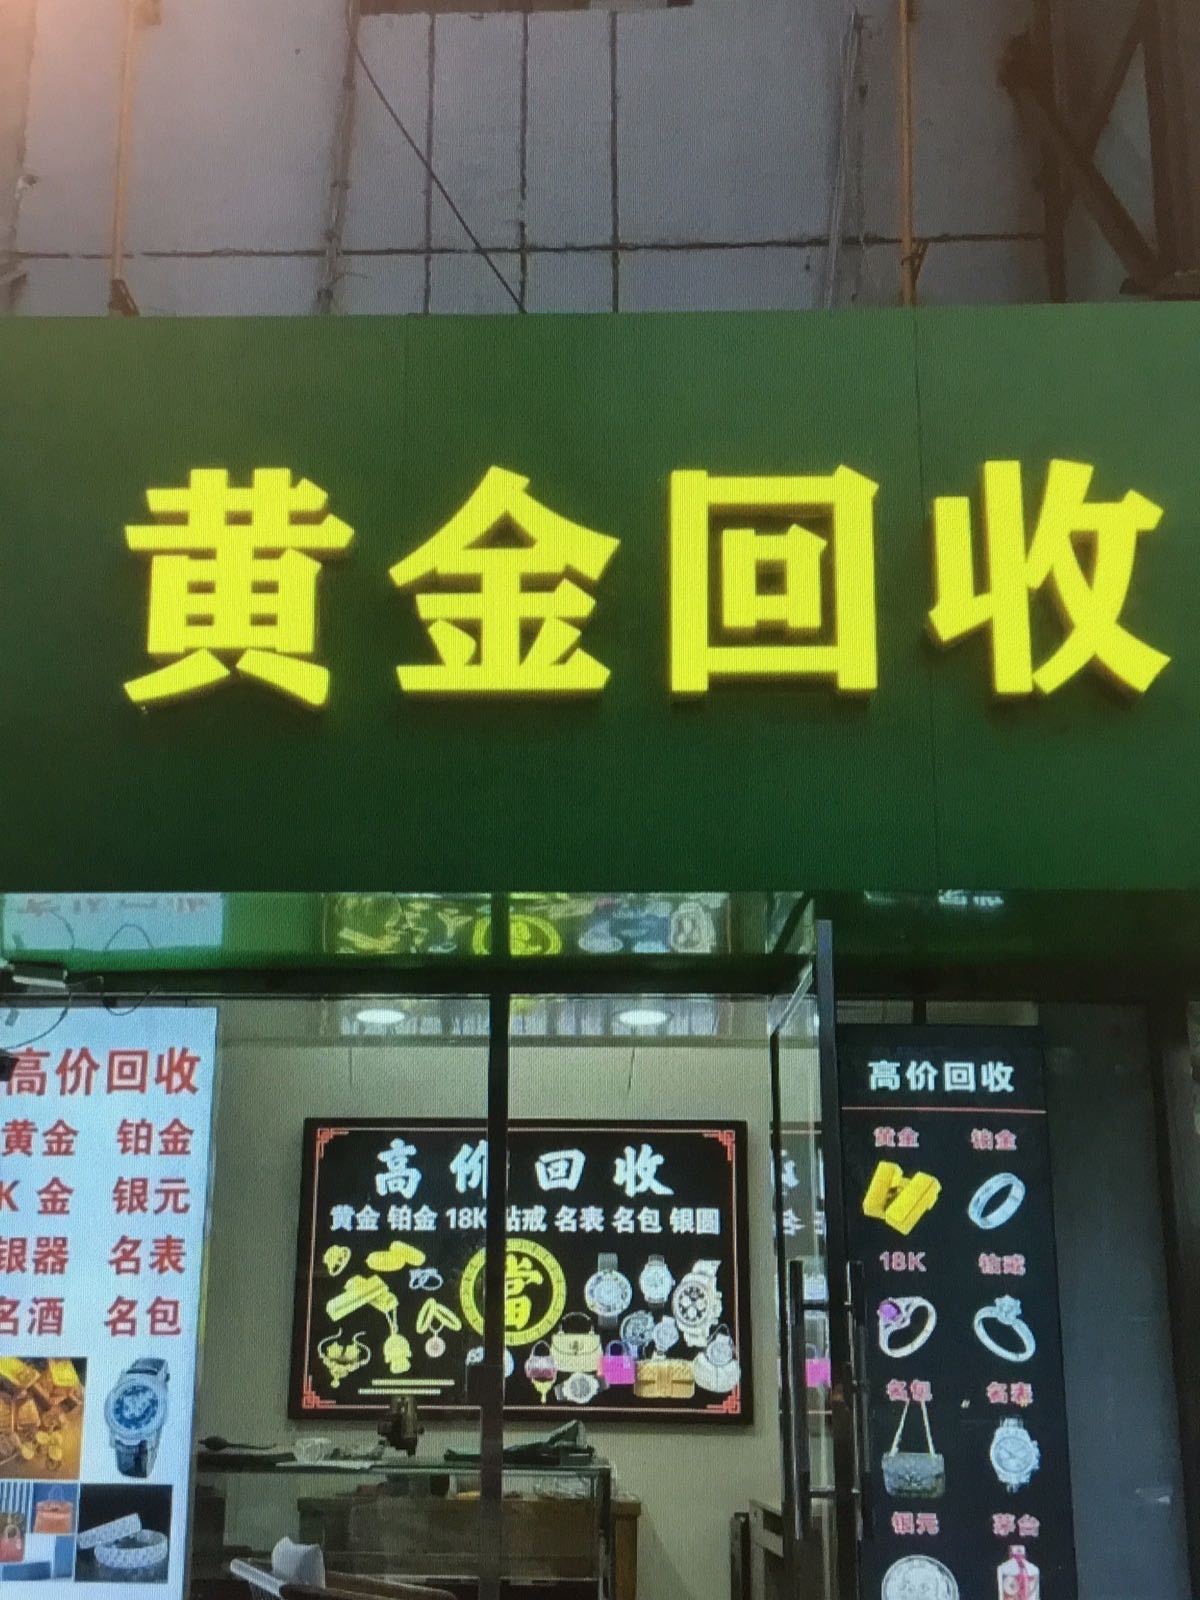 黄金回收
高价回收
黄金 铂金
K金 银元
银器 名表
名酒 名包
高价回收
黄金 铂金 18K 钻戒 名表 名包 银圆
當
高价回收
黄金 铂金
18K 钻戒
名包 名表
银元 茅台